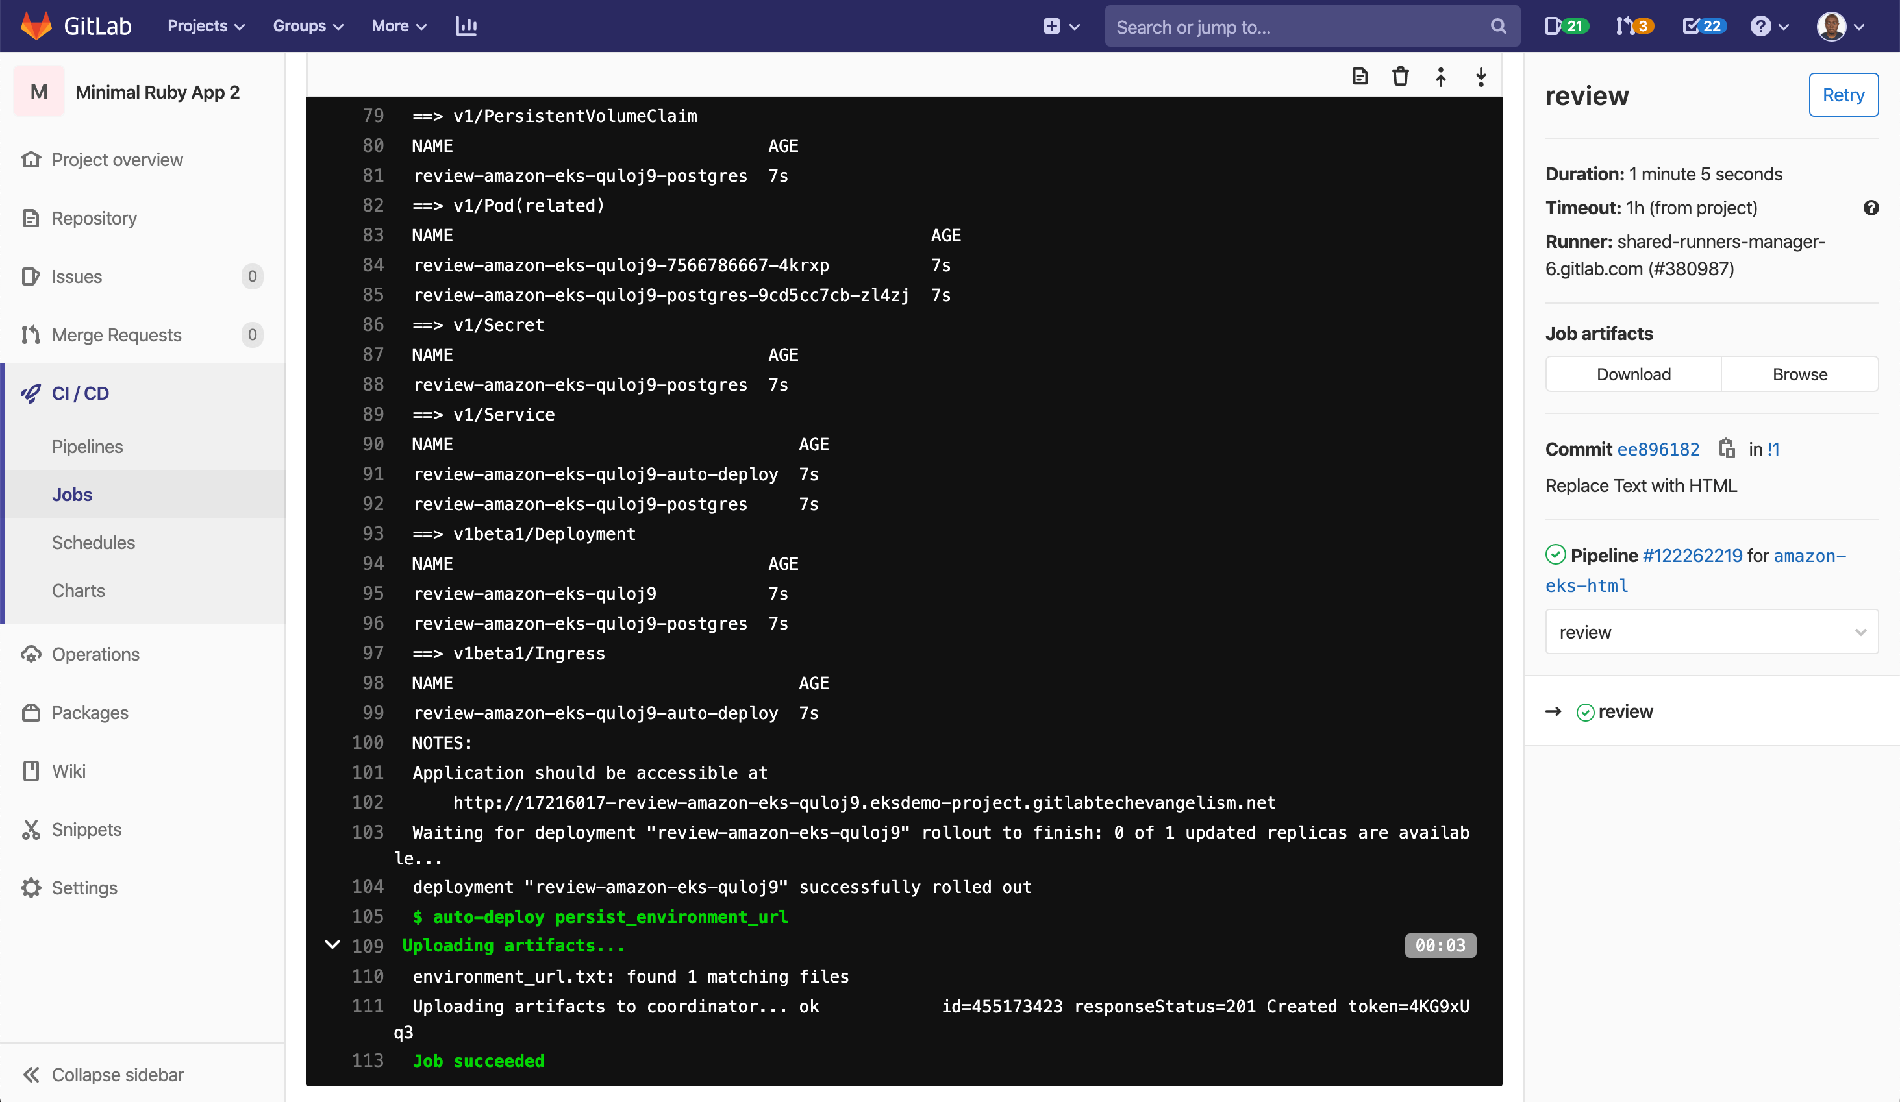 GitLab Projects Groups More Search or jump to... 21 3 22
M Minimal Ruby App 2
Project overview
Repository
Issues 0
Merge Requests 0
CI / CD
Pipelines
Jobs
Schedules
Charts
Operations
Packages
Wiki
Snippets
Settings
Collapse sidebar
79 ==> v1/PersistentVolumeClaim
80 NAME AGE
81 review-amazon-eks-quloj9-postgres 7s
82 ==> v1/Pod(related)
83 NAME AGE
84 review-amazon-eks-quloj9-7566786667-4krxp 7s
85 review-amazon-eks-quloj9-postgres-9cd5cc7cb-zl4zj 7s
86 ==> v1/Secret
87 NAME AGE
88 review-amazon-eks-quloj9-postgres 7s
89 ==> v1/Service
90 NAME AGE
91 review-amazon-eks-quloj9-auto-deploy 7s
92 review-amazon-eks-quloj9-postgres 7s
93 ==> v1beta1/Deployment
94 NAME AGE
95 review-amazon-eks-quloj9 7s
96 review-amazon-eks-quloj9-postgres 7s
97 ==> v1beta1/Ingress
98 NAME AGE
99 review-amazon-eks-quloj9-auto-deploy 7s
100 NOTES:
101 Application should be accessible at
102 http://17216017-review-amazon-eks-quloj9.eksdemo-project.gitlabtechevangelism.net
103 Waiting for deployment "review-amazon-eks-quloj9" rollout to finish: 0 of 1 updated replicas are availab
le...
104 deployment "review-amazon-eks-quloj9" successfully rolled out
105 $ auto-deploy persist_environment_url
109 Uploading artifacts... 00:03
110 environment_url.txt: found 1 matching files
111 Uploading artifacts to coordinator... ok id=455173423 responseStatus=201 Created token=4KG9xU
q3
113 Job succeeded
review Retry
Duration: 1 minute 5 seconds
Timeout: 1h (from project)
Runner: shared-runners-manager-
6.gitlab.com (#380987)
Job artifacts
Download Browse
Commit ee896182 in !1
Replace Text with HTML
Pipeline #122262219 for amazon-
eks-html
review
→ review